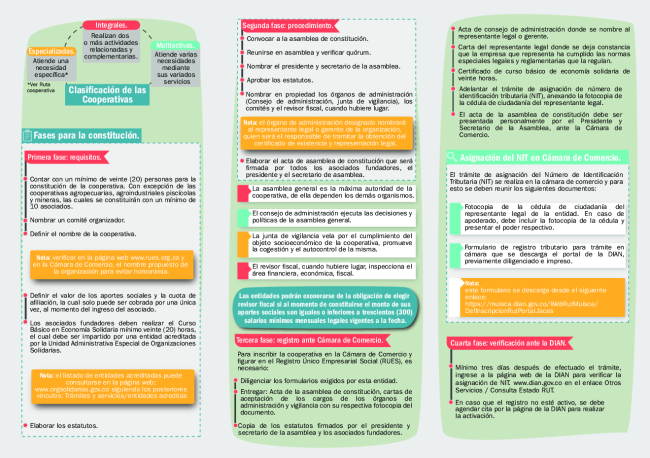 Integrales.
Realizan dos
o más actividades
relacionadas y
complementarias.
Especializadas.
Atiende una
necesidad
específica*
*Ver Ruta
cooperativa
Multiactivas.
Atiende varias
necesidades
mediante
sus variados
servicios
Clasificación de las
Cooperativas
Fases para la constitución.
Primera fase: requisitos.
Contar con un mínimo de veinte (20) personas para la
constitución de la cooperativa. Con excepción de las
cooperativas agropecuarias, agroindustriales piscícolas
y mineras, las cuales se constituirán con un mínimo de
10 asociados.
Nombrar un comité organizador.
Definir el nombre de la cooperativa.
Nota: verificar en la página web www.rues.org.co y
en la Cámara de Comercio, el nombre propuesto de
la organización para evitar homonimia.
Definir el valor de los aportes sociales y la cuota de
afiliación, la cual solo puede ser cobrada por una única
vez, al momento del ingreso del asociado.
Los asociados fundadores deben realizar el Curso
Básico en Economía Solidaria mínimo veinte (20) horas,
el cual debe ser impartido por una entidad acreditada
por la Unidad Administrativa Especial de Organizaciones
Solidarias.
Nota: el listado de entidades acreditadas puede
consultarse en la página web:
www.orgsolidarias.gov.co siguiendo los posteriores
vínculos: Trámites y servicios/entidades acreditas
Elaborar los estatutos.
Segunda fase: procedimiento.
Convocar a la asamblea de constitución.
Reunirse en asamblea y verificar quórum.
Nombrar el presidente y secretario de la asamblea.
Aprobar los estatutos.
Nombrar en propiedad los órganos de administración
(Consejo de administración, junta de vigilancia), los
comités y el revisor fiscal, cuando hubiere lugar.
Nota: el órgano de administración designado nombrará
al representante legal o gerente de la organización,
quien será el responsable de tramitar la obtención del
certificado de existencia y representación legal.
Elaborar el acta de asamblea de constitución que será
firmada por todos los asociados fundadores, el
presidente y el secretario de la asamblea.
La asamblea general es la máxima autoridad de la
cooperativa, de ella dependen los demás organismos.
El consejo de administración ejecuta las decisiones y
políticas de la asamblea general.
La junta de vigilancia vela por el cumplimiento del
objeto socioeconómico de la cooperativa, promueve
la cogestión y el autocontrol de la misma.
El revisor fiscal, cuando hubiere lugar, inspecciona el
área financiera, económica, fiscal.
Las entidades podrán exonerarse de la obligación de elegir
revisor fiscal si al momento de constituirse el monto de sus
aportes sociales son iguales o inferiores a trescientos (300)
salarios mínimos mensuales legales vigentes a la fecha.
Tercera fase: registro ante Cámara de Comercio.
Para inscribir la cooperativa en la Cámara de Comercio y
figurar en el Registro Único Empresarial Social (RUES), es
necesario:
Diligenciar los formularios exigidos por esta entidad.
Entregar: Acta de la asamblea de constitución, cartas de
aceptación de los cargos de los órganos de
administración y vigilancia con su respectiva fotocopia del
documento.
Copia de los estatutos firmados por el presidente y
secretario de la asamblea y los asociados fundadores.
Acta de consejo de administración donde se nombre al
representante legal o gerente.
Carta del representante legal donde se deja constancia
que la empresa que representa ha cumplido las normas
especiales legales y reglamentarias que la regulan.
Certificado de curso básico de economía solidaria de
veinte horas.
Adelantar el trámite de asignación de número de
identificación tributaria (NIT), anexando la fotocopia de
la cédula de ciudadanía del representante legal.
El acta de la asamblea de constitución debe ser
presentada personalmente por el Presidente y
Secretario de la Asamblea, ante la Cámara de
Comercio.
Asignación del NIT en Cámara de Comercio.
El trámite de asignación del Número de Identificación
Tributaria (NIT) se realiza en la cámara de comercio y para
esto se deben reunir los siguientes documentos:
Fotocopia de la cédula de ciudadanía del
representante legal de la entidad. En caso de
apoderado, debe incluir la fotocopia de la cédula y
presentar el poder respectivo.
Formulario de registro tributario para trámite en
cámara que se descarga el portal de la DIAN,
previamente diligenciado e impreso.
Nota:
este formulario se descarga desde el siguiente
enlace:
https://muisca.dian.gov.co/WebRutMuisca/
DefInscripcionRutPortal.faces
Cuarta fase: verificación ante la DIAN.
Mínimo tres días después de efectuado el trámite,
ingrese a la página web de la DIAN para verificar la
asignación de NIT. www.dian.gov.co en el enlace Otros
Servicios / Consulta Estado RUT.
En caso que el registro no esté activo, se debe
agendar cita por la página de la DIAN para realizar
la activación.